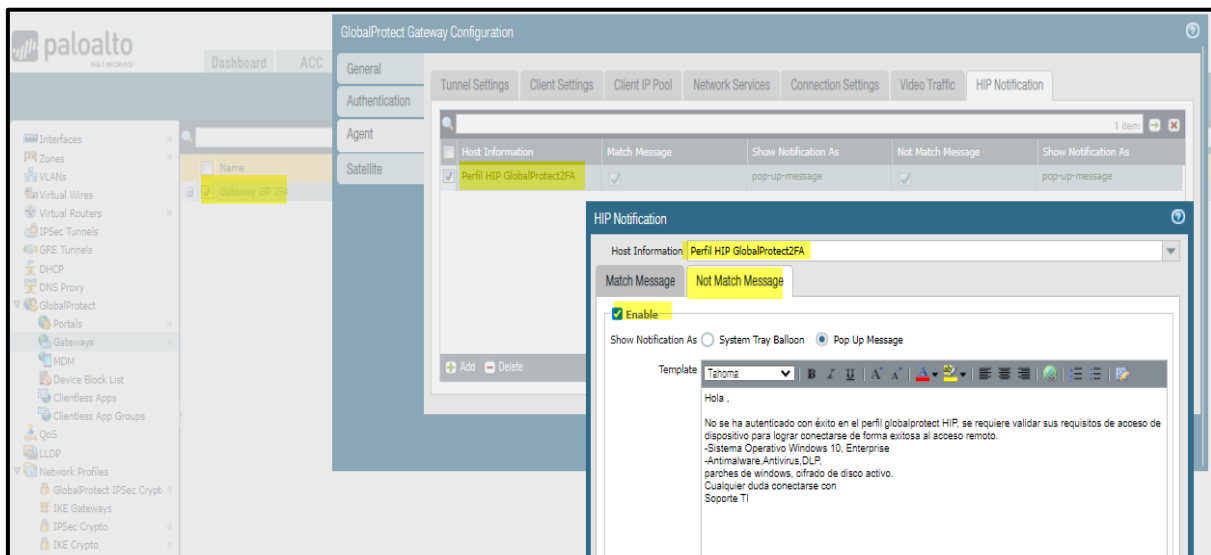 paloalto
NETWORKS
Dashboard
ACC
Interfaces
Zones
VLANs
Virtual Wires
Virtual Routers
IPSec Tunnels
GRE Tunnels
DHCP
DNS Proxy
GlobalProtect
Portals
Gateways
MDM
Device Block List
Clientless Apps
Clientless App Groups
QoS
LLDP
Network Profiles
GlobalProtect IPSec Crypt
IKE Gateways
IPSec Crypto
IKE Crypto
Name
Gateway GP 2FA
GlobalProtect Gateway Configuration
General
Authentication
Agent
Satellite
Tunnel Settings
Client Settings
Client IP Pool
Network Services
Connection Settings
Video Traffic
HIP Notification
1 item
Host Information
Match Message
Show Notification As
Not Match Message
Show Notification As
Perfil HIP GlobalProtect2FA
pop-up-message
pop-up-message
Add
Delete
HIP Notification
Host Information
Perfil HIP GlobalProtect2FA
Match Message
Not Match Message
Enable
Show Notification As
System Tray Balloon
Pop Up Message
Template
Tahoma
B I U A A A ab
Hola ,
No se ha autenticado con éxito en el perfil globalprotect HIP, se requiere validar sus requisitos de acceso de
dispositivo para lograr conectarse de forma exitosa al acceso remoto.
-Sistema Operativo Windows 10, Enterprise
-Antimalware,Antivirus,DLP,
parches de windows, cifrado de disco activo.
Cualquier duda conectarse con
Soporte TI